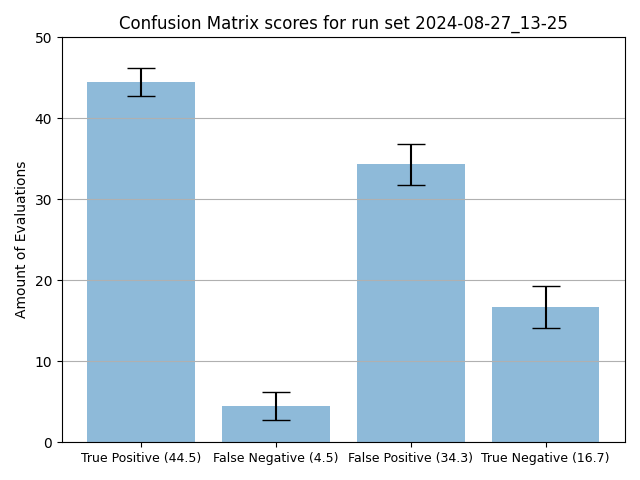 Confusion Matrix scores for run set 2024-08-27_13-25
Amount of Evaluations
50
40
30
20
10
0
True Positive (44.5) False Negative (4.5) False Positive (34.3) True Negative (16.7)